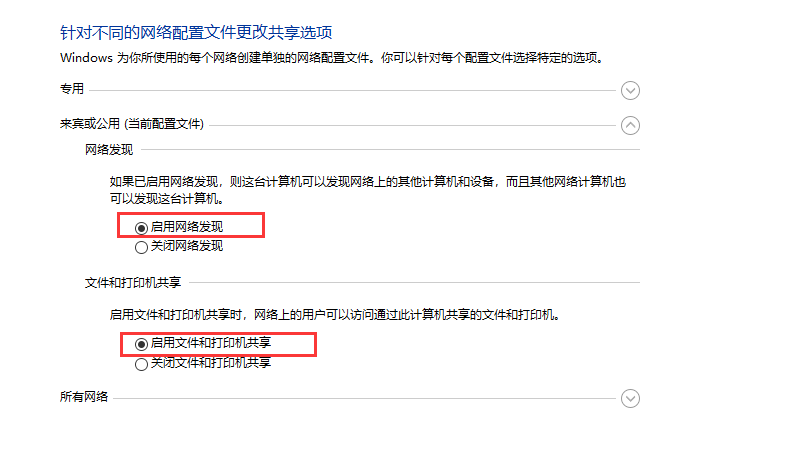 针对不同的网络配置文件更改共享选项
Windows 为你所使用的每个网络创建单独的网络配置文件。你可以针对每个配置文件选择特定的选项。
专用
来宾或公用 (当前配置文件)
网络发现
如果已启用网络发现，则这台计算机可以发现网络上的其他计算机和设备，而且其他网络计算机也
可以发现这台计算机。
启用网络发现
关闭网络发现
文件和打印机共享
启用文件和打印机共享时，网络上的用户可以访问通过此计算机共享的文件和打印机。
启用文件和打印机共享
关闭文件和打印机共享
所有网络